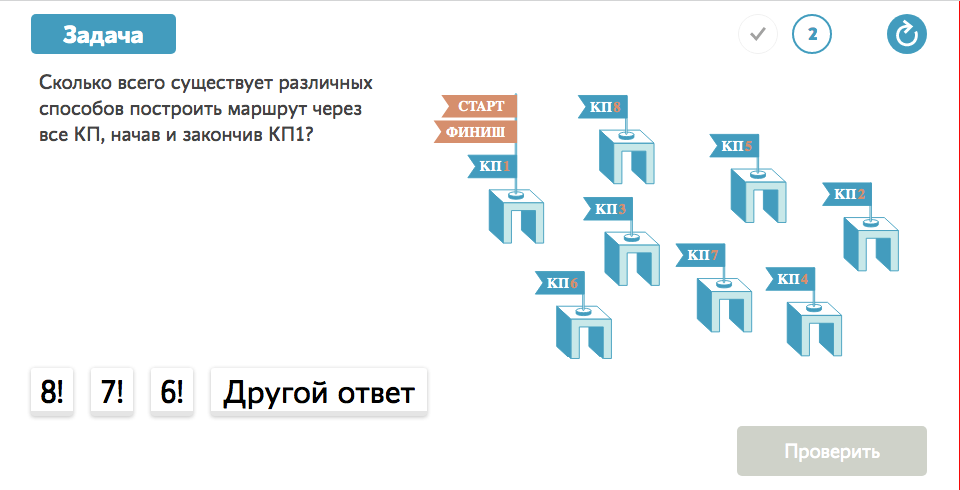 Задача
2
Сколько всего существует различных
способов построить маршрут через
все КП, начав и закончив КП1?
СТАРТ
ФИНИШ
КП1
КП8
КП5
КП2
КП3
КП7
КП4
КП6
8!
7!
6!
Другой ответ
Проверить